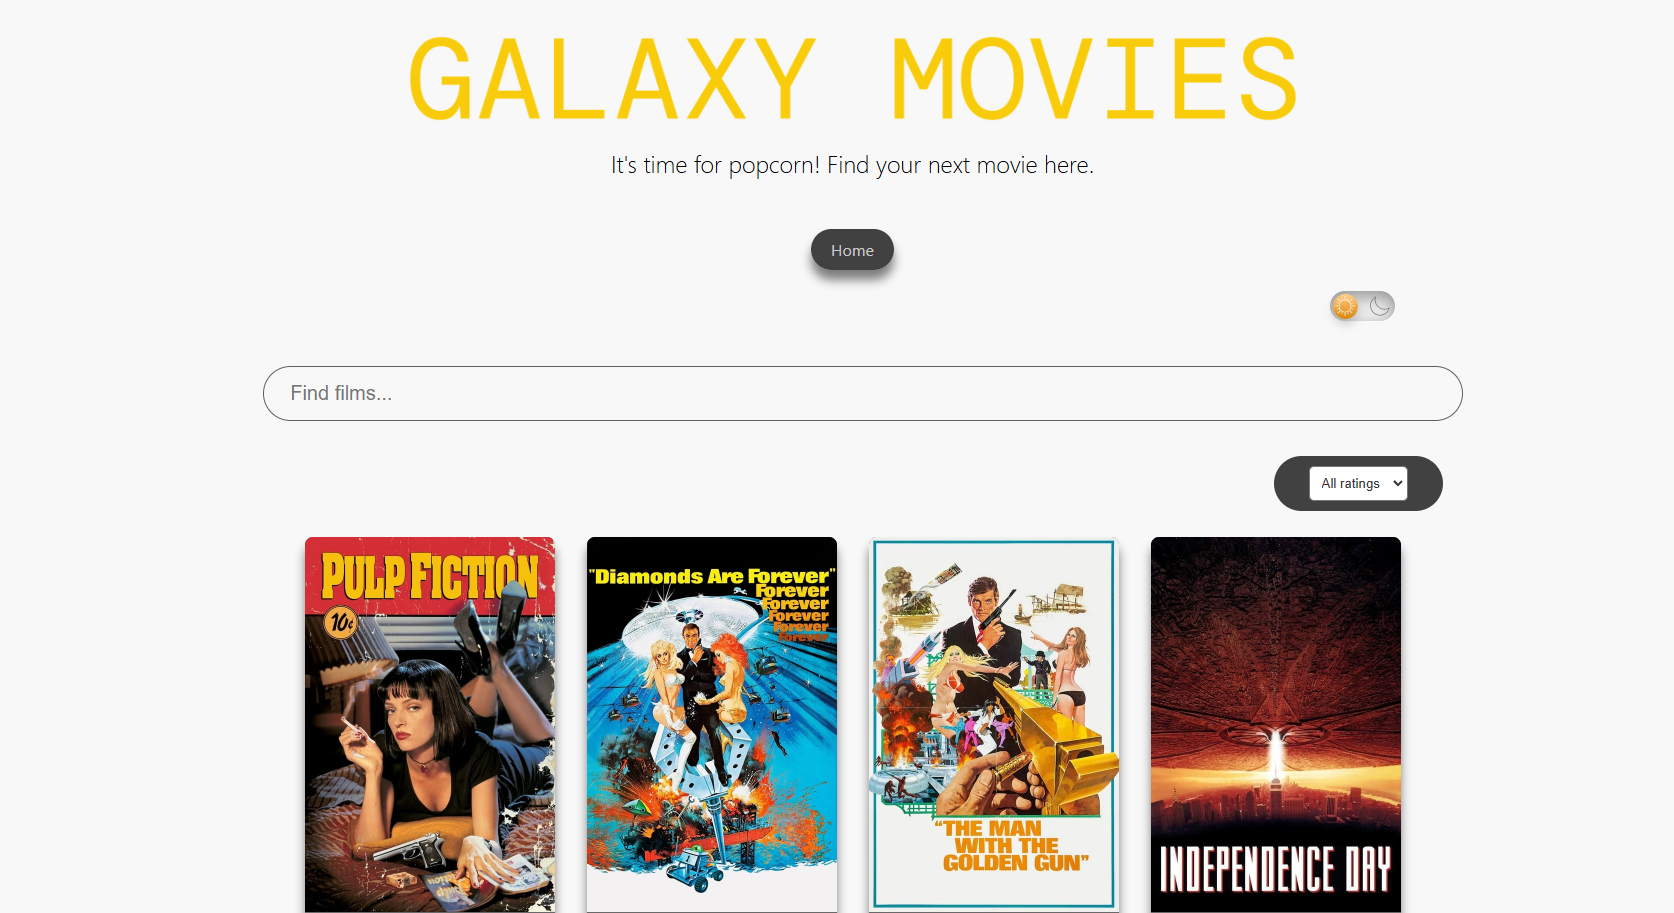 GALAXY MOVIES
It's time for popcorn! Find your next movie here.
Home
Find films...
All ratings
PULP FICTION
10¢
"Diamonds Are Forever"
Forever
Forever
Forever
Forever
Forever
"THE MAN
WITH THE
GOLDEN GUN"
INDEPENDENCE DAY